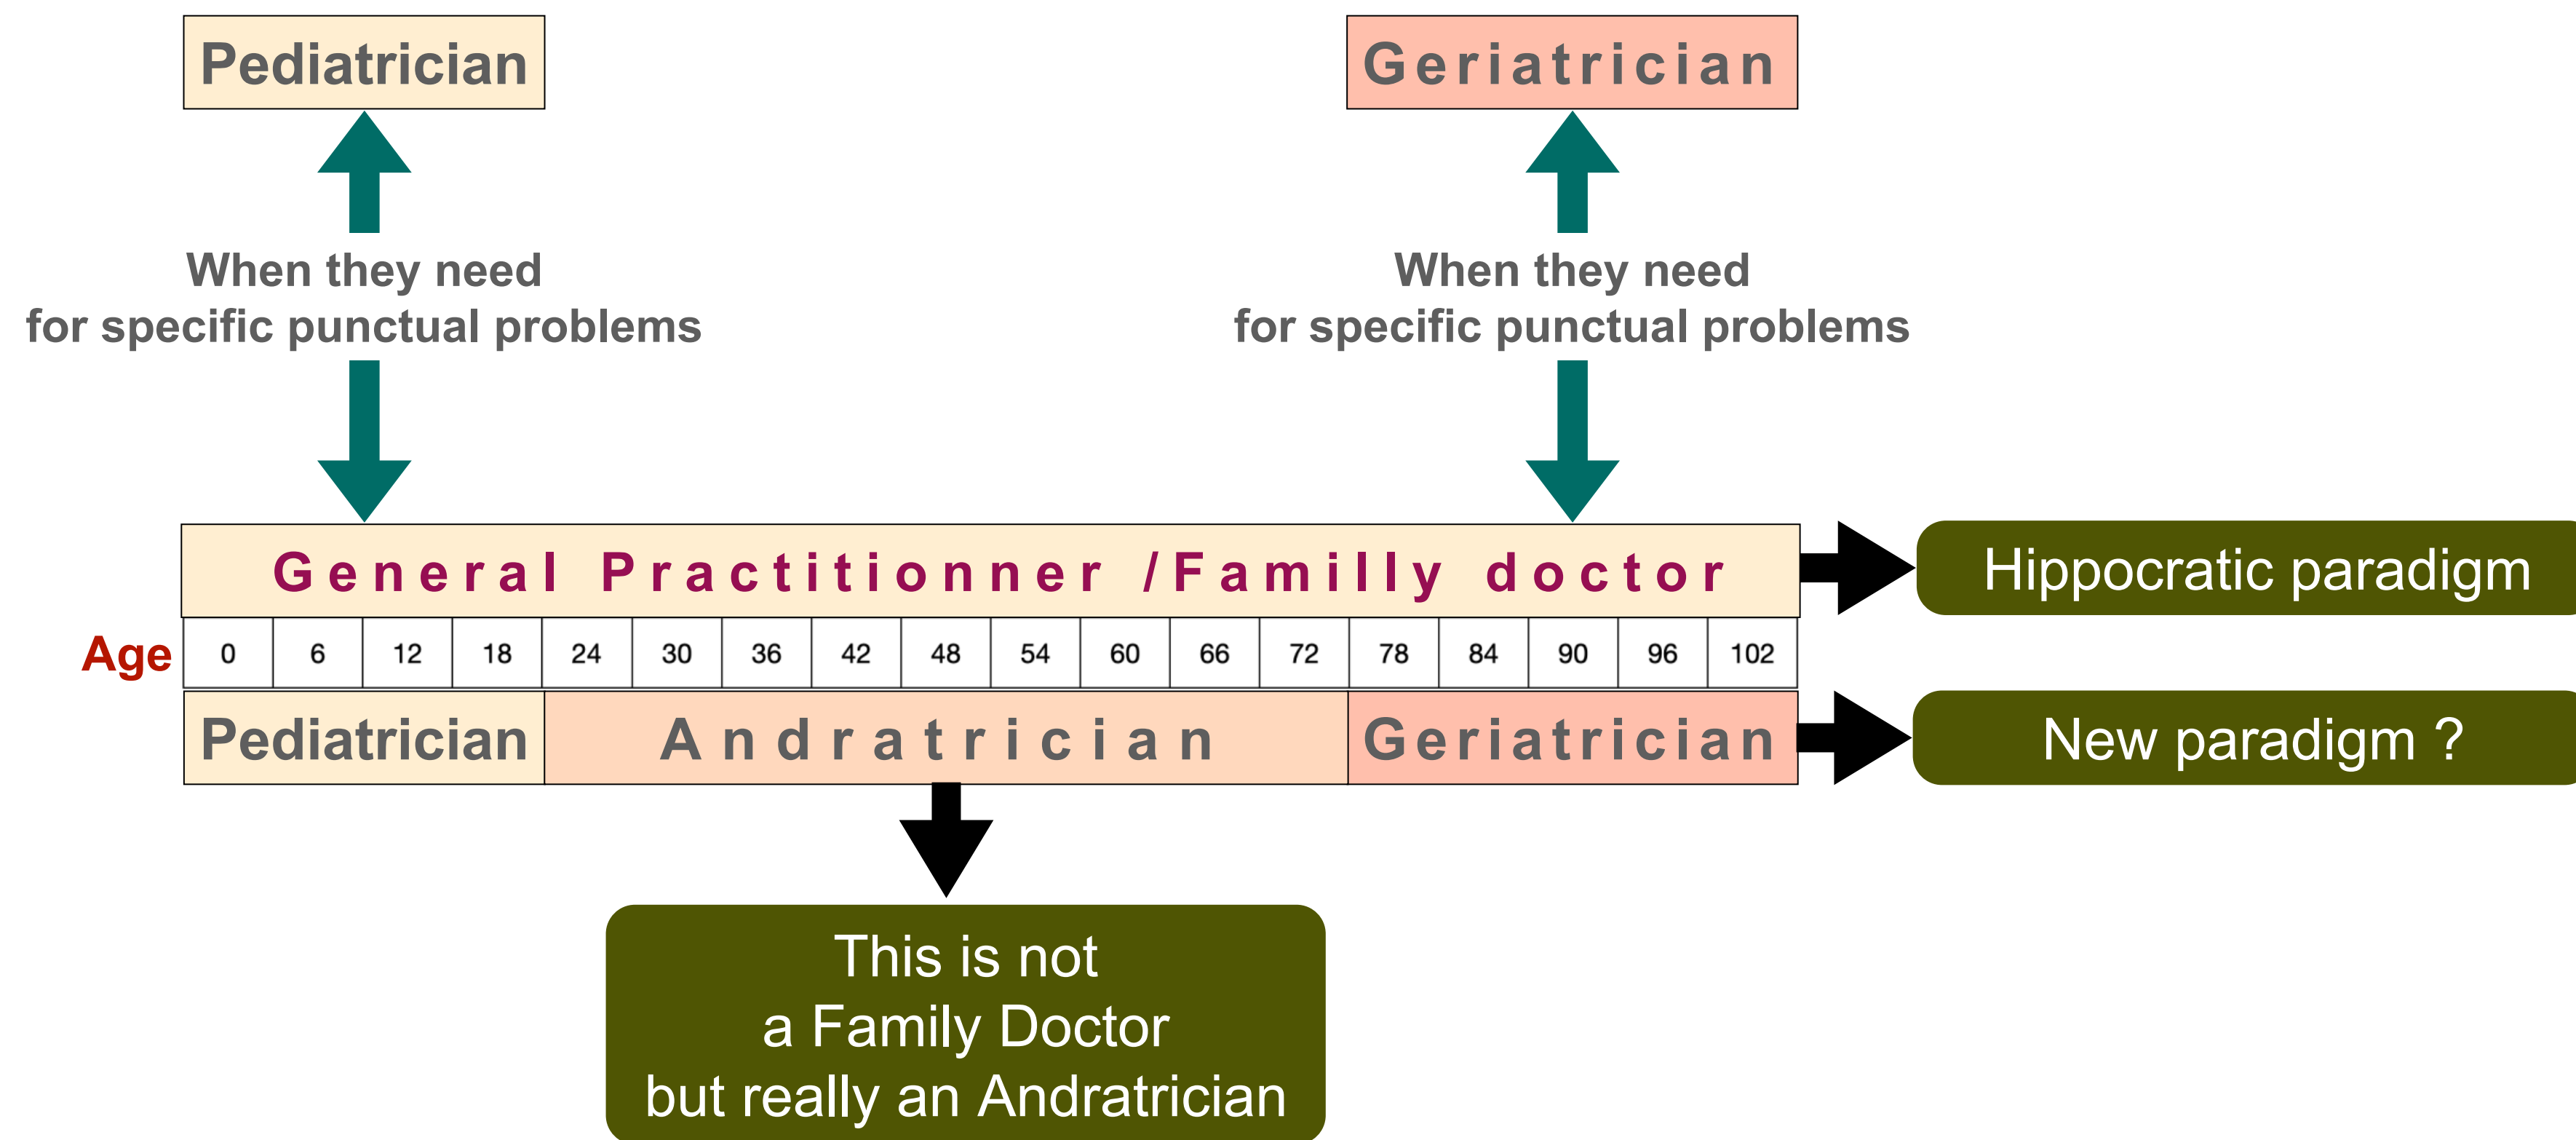 Pediatrician
Geriatrician
When they need
for specific punctual problems
When they need
for specific punctual problems
General Practitionner /Familly doctor
Hippocratic paradigm
Age 0 6 12 18 24 30 36 42 48 54 60 66 72 78 84 90 96 102
Pediatrician Andratrician Geriatrician
New paradigm ?
This is not
a Family Doctor
but really an Andratrician